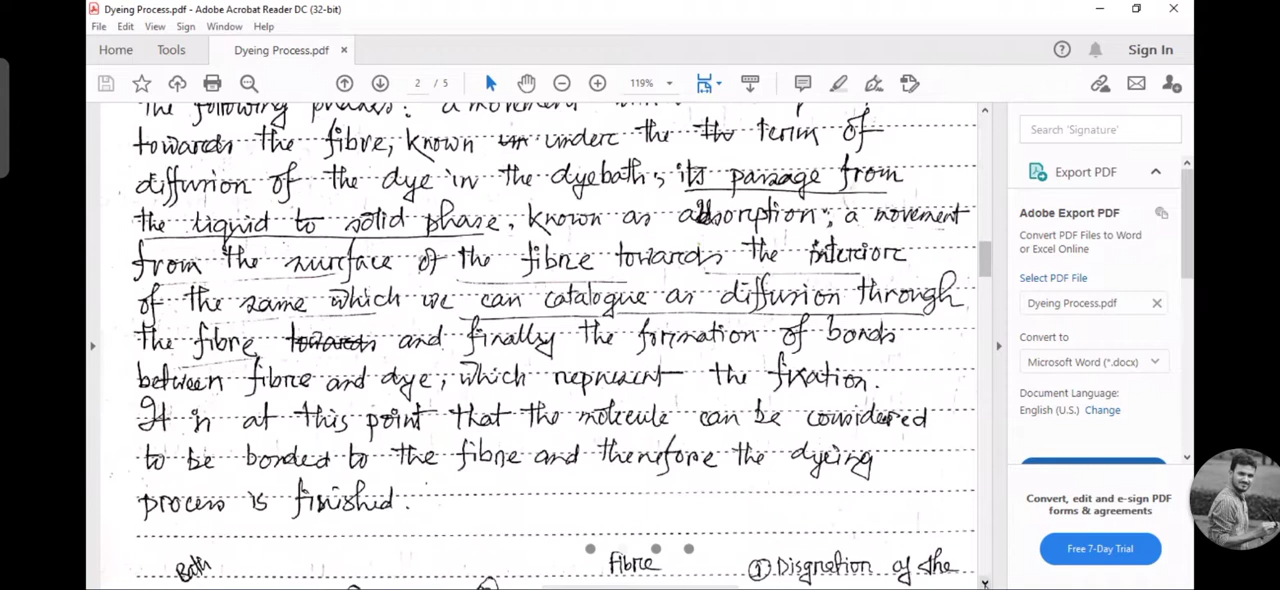 Dyeing Process.pdf - Adobe Acrobat Reader DC (32-bit)
File Edit View Sign Window Help
Home Tools Dyeing Process.pdf × Sign In
2 / 5 119%
The following process: a movement
towards the fibre, known under the term of
diffusion of the dye in the dyebath; its passage from
the liquid to solid phase, known as adsorption; a movement
from the surface of the fibre towards the interior
of the same which we can catalogue as diffusion through
the fibre and finally the formation of bonds
between fibre and dye, which represent the fixation.
It is at this point that the molecule can be considered
to be bonded to the fibre and therefore the dyeing
process is finished.
Bath Fibre ① Disgretion of the
Search 'Signature'
Export PDF
Adobe Export PDF
Convert PDF Files to Word
or Excel Online
Select PDF File
Dyeing Process.pdf ×
Convert to
Microsoft Word (*.docx)
Document Language:
English (U.S.) Change
Convert, edit and e-sign PDF
forms & agreements
Free 7-Day Trial